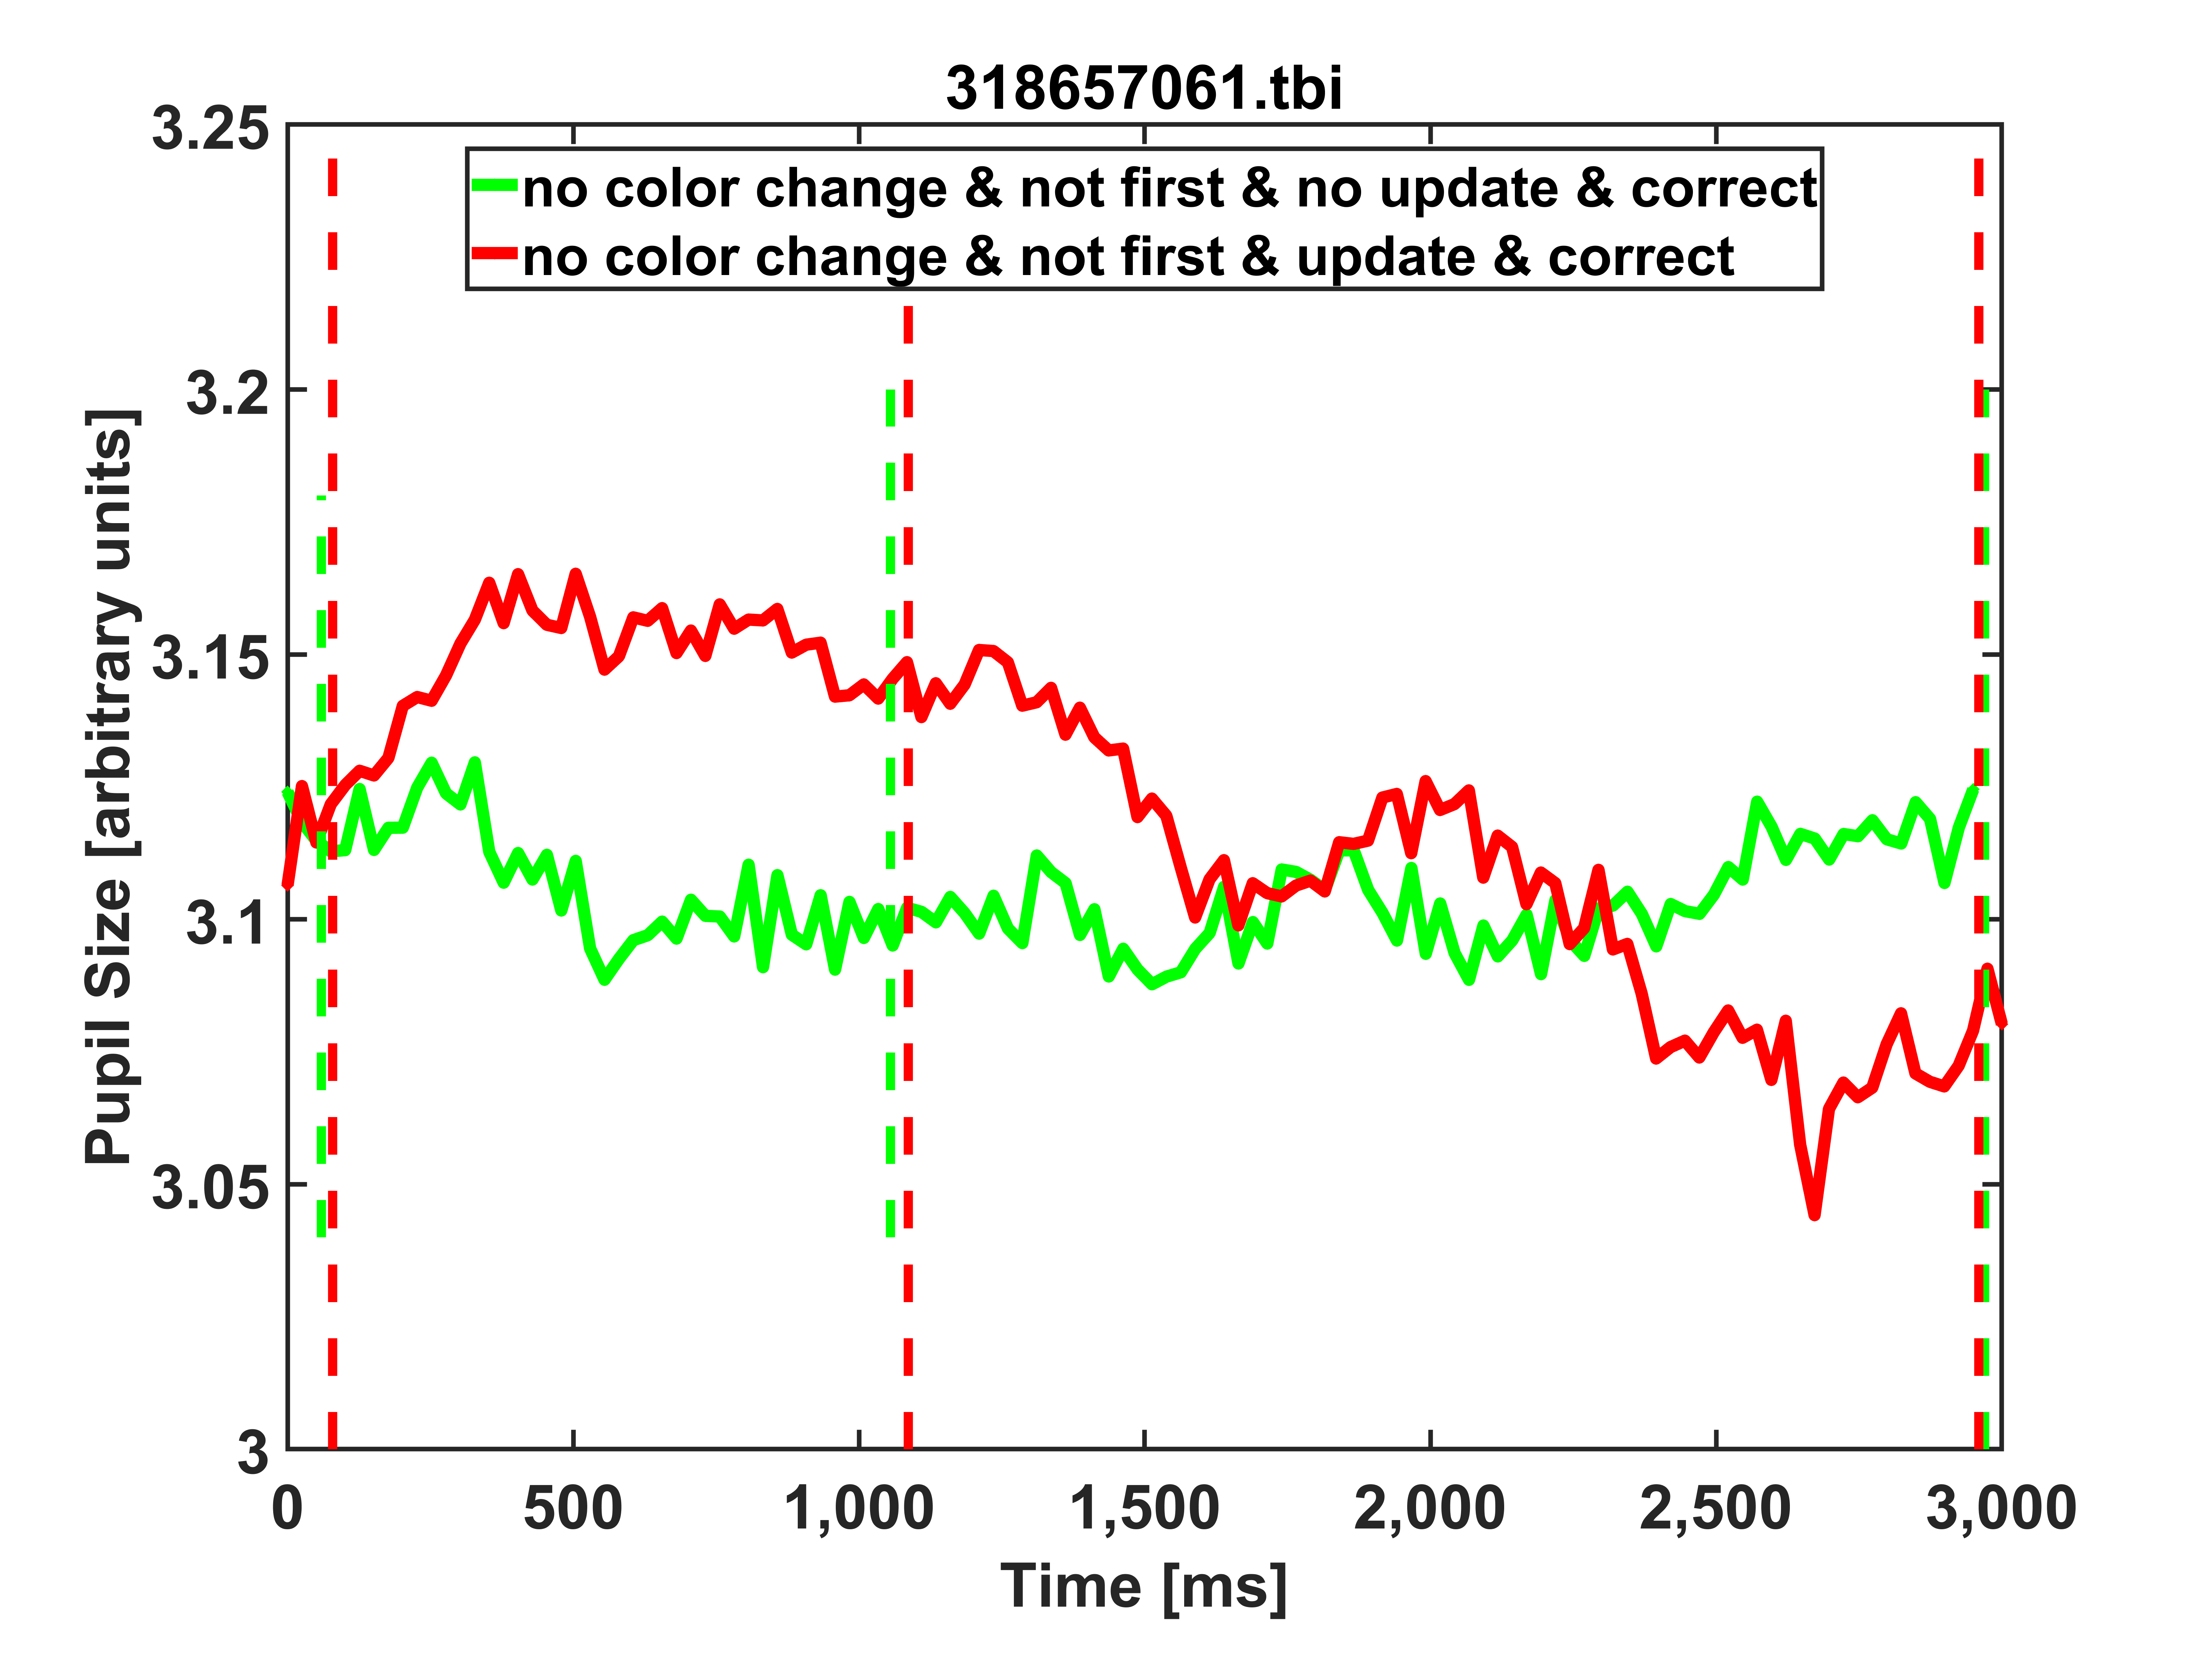 318657061.tbi
no color change & not first & no update & correct
no color change & not first & update & correct
Pupil Size [arbitrary units]
3.25
3.2
3.15
3.1
3.05
3
0 500 1,000 1,500 2,000 2,500 3,000
Time [ms]